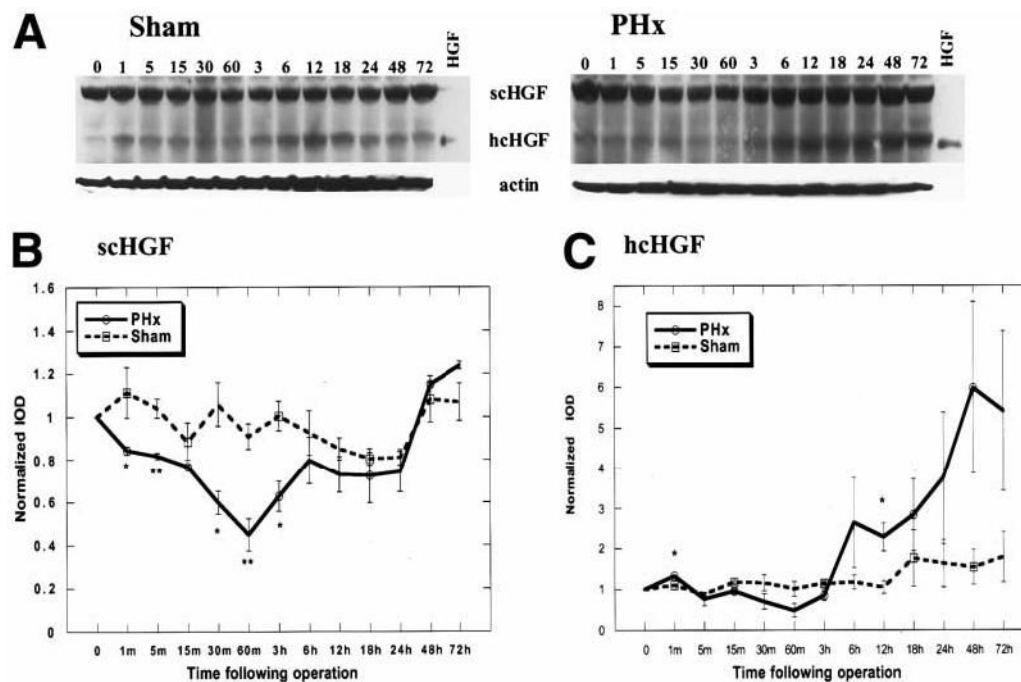 A
Sham
PHx
0 1 5 15 30 60 3 6 12 18 24 48 72 HGF
0 1 5 15 30 60 3 6 12 18 24 48 72 HGF
scHGF
hcHGF
actin
B scHGF
PHx
Sham
Normalized IOD
1.6
1.4
1.2
1
0.8
0.6
0.4
0.2
0
* ** * ** *
0 1m 5m 15m 30m 60m 3h 6h 12h 18h 24h 48h 72h
Time following operation
C hcHGF
PHx
Sham
Normalized IOD
8
7
6
5
4
3
2
1
0
* *
0 1m 5m 15m 30m 60m 3h 6h 12h 18h 24h 48h 72h
Time following operation